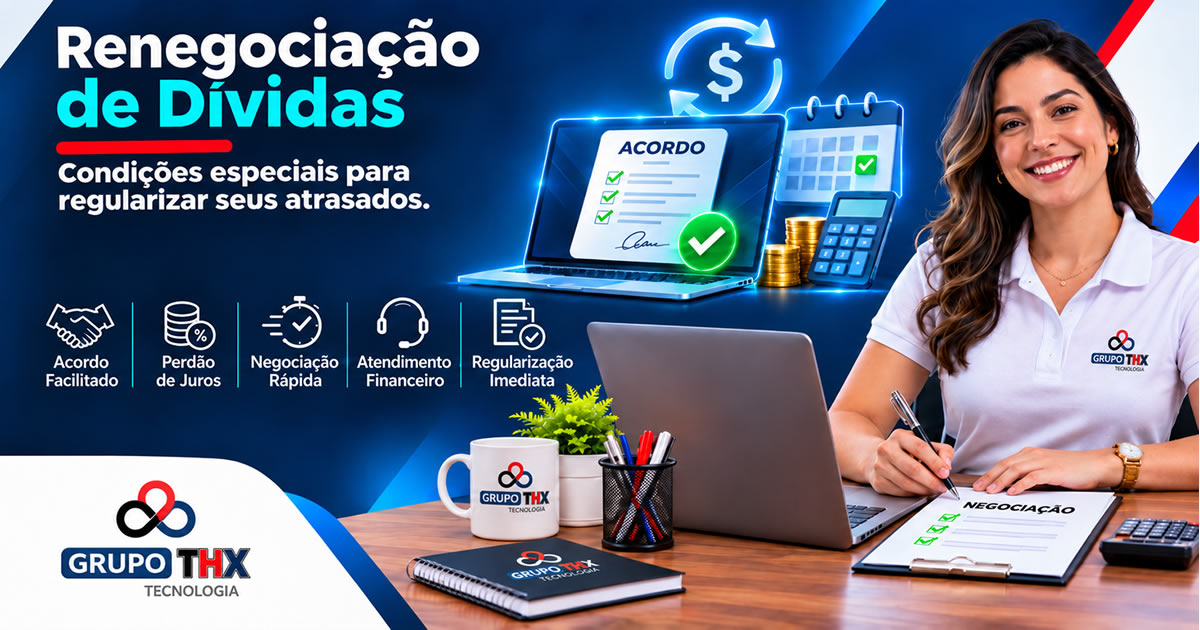 Renegociação
de Dívidas
Condições especiais para
regularizar seus atrasados.
ACORDO
$
Acordo
Facilitado
%
Perdão
de Juros
Negociação
Rápida
Atendimento
Financeiro
Regularização
Imediata
GRUPO THX
TECNOLOGIA
GRUPO THX
TECNOLOGIA
GRUPO THX
TECNOLOGIA
GRUPO THX
TECNOLOGIA
NEGOCIAÇÃO